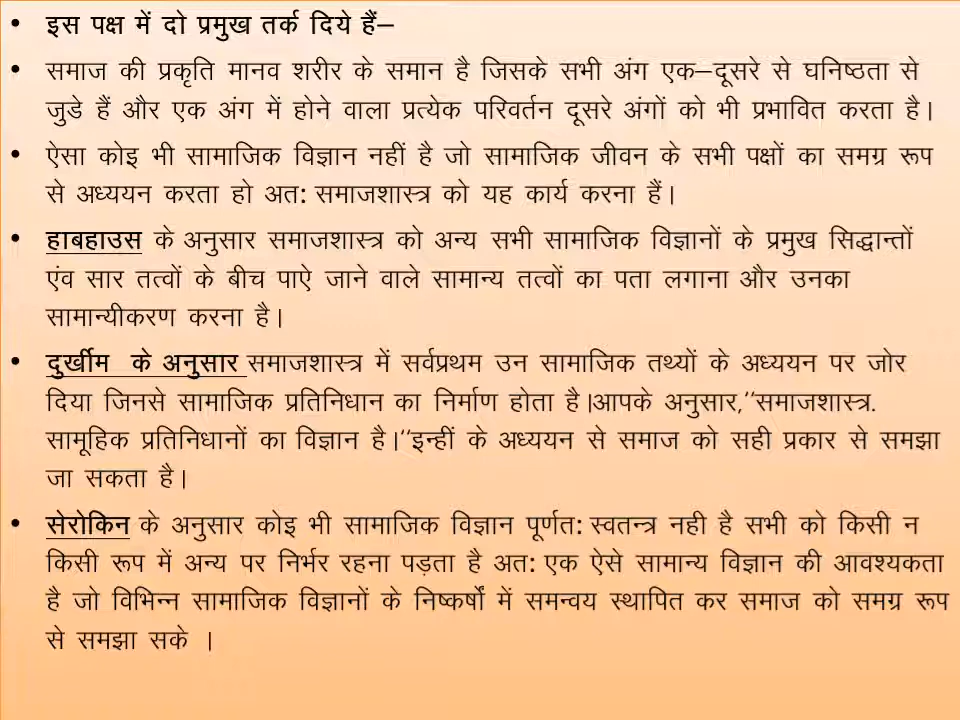 • इस पक्ष में दो प्रमुख तर्क दिये हैं–
• समाज की प्रकृति मानव शरीर के समान है जिसके सभी अंग एक–दूसरे से घनिष्ठता से
जुडे हैं और एक अंग में होने वाला प्रत्येक परिवर्तन दूसरे अंगों को भी प्रभावित करता है।
• ऐसा कोइ भी सामाजिक विज्ञान नहीं है जो सामाजिक जीवन के सभी पक्षों का समग्र रूप
से अध्ययन करता हो अत: समाजशास्त्र को यह कार्य करना हैं।
• हाबहाउस के अनुसार समाजशास्त्र को अन्य सभी सामाजिक विज्ञानों के प्रमुख सिद्धान्तों
एंव सार तत्वों के बीच पाऐ जाने वाले सामान्य तत्वों का पता लगाना और उनका
सामान्यीकरण करना है।
• दुर्खीम के अनुसार समाजशास्त्र में सर्वप्रथम उन सामाजिक तथ्यों के अध्ययन पर जोर
दिया जिनसे सामाजिक प्रतिनिधान का निर्माण होता है।आपके अनुसार,"समाजशास्त्र.
सामूहिक प्रतिनिधानों का विज्ञान है।"इन्हीं के अध्ययन से समाज को सही प्रकार से समझा
जा सकता है।
• सेरोकिन के अनुसार कोइ भी सामाजिक विज्ञान पूर्णत: स्वतन्त्र नही है सभी को किसी न
किसी रूप में अन्य पर निर्भर रहना पड़ता है अत: एक ऐसे सामान्य विज्ञान की आवश्यकता
है जो विभिन्न सामाजिक विज्ञानों के निष्कर्षों में समन्वय स्थापित कर समाज को समग्र रूप
से समझा सके ।